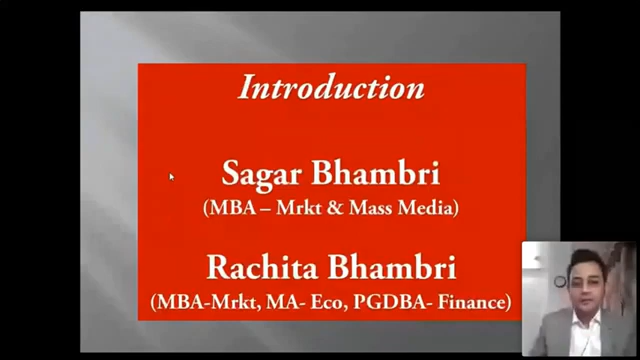 Introduction
Sagar Bhambri
(MBA – Mrkt & Mass Media)
Rachita Bhambri
(MBA-Mrkt, MA- Eco, PGDBA- Finance)